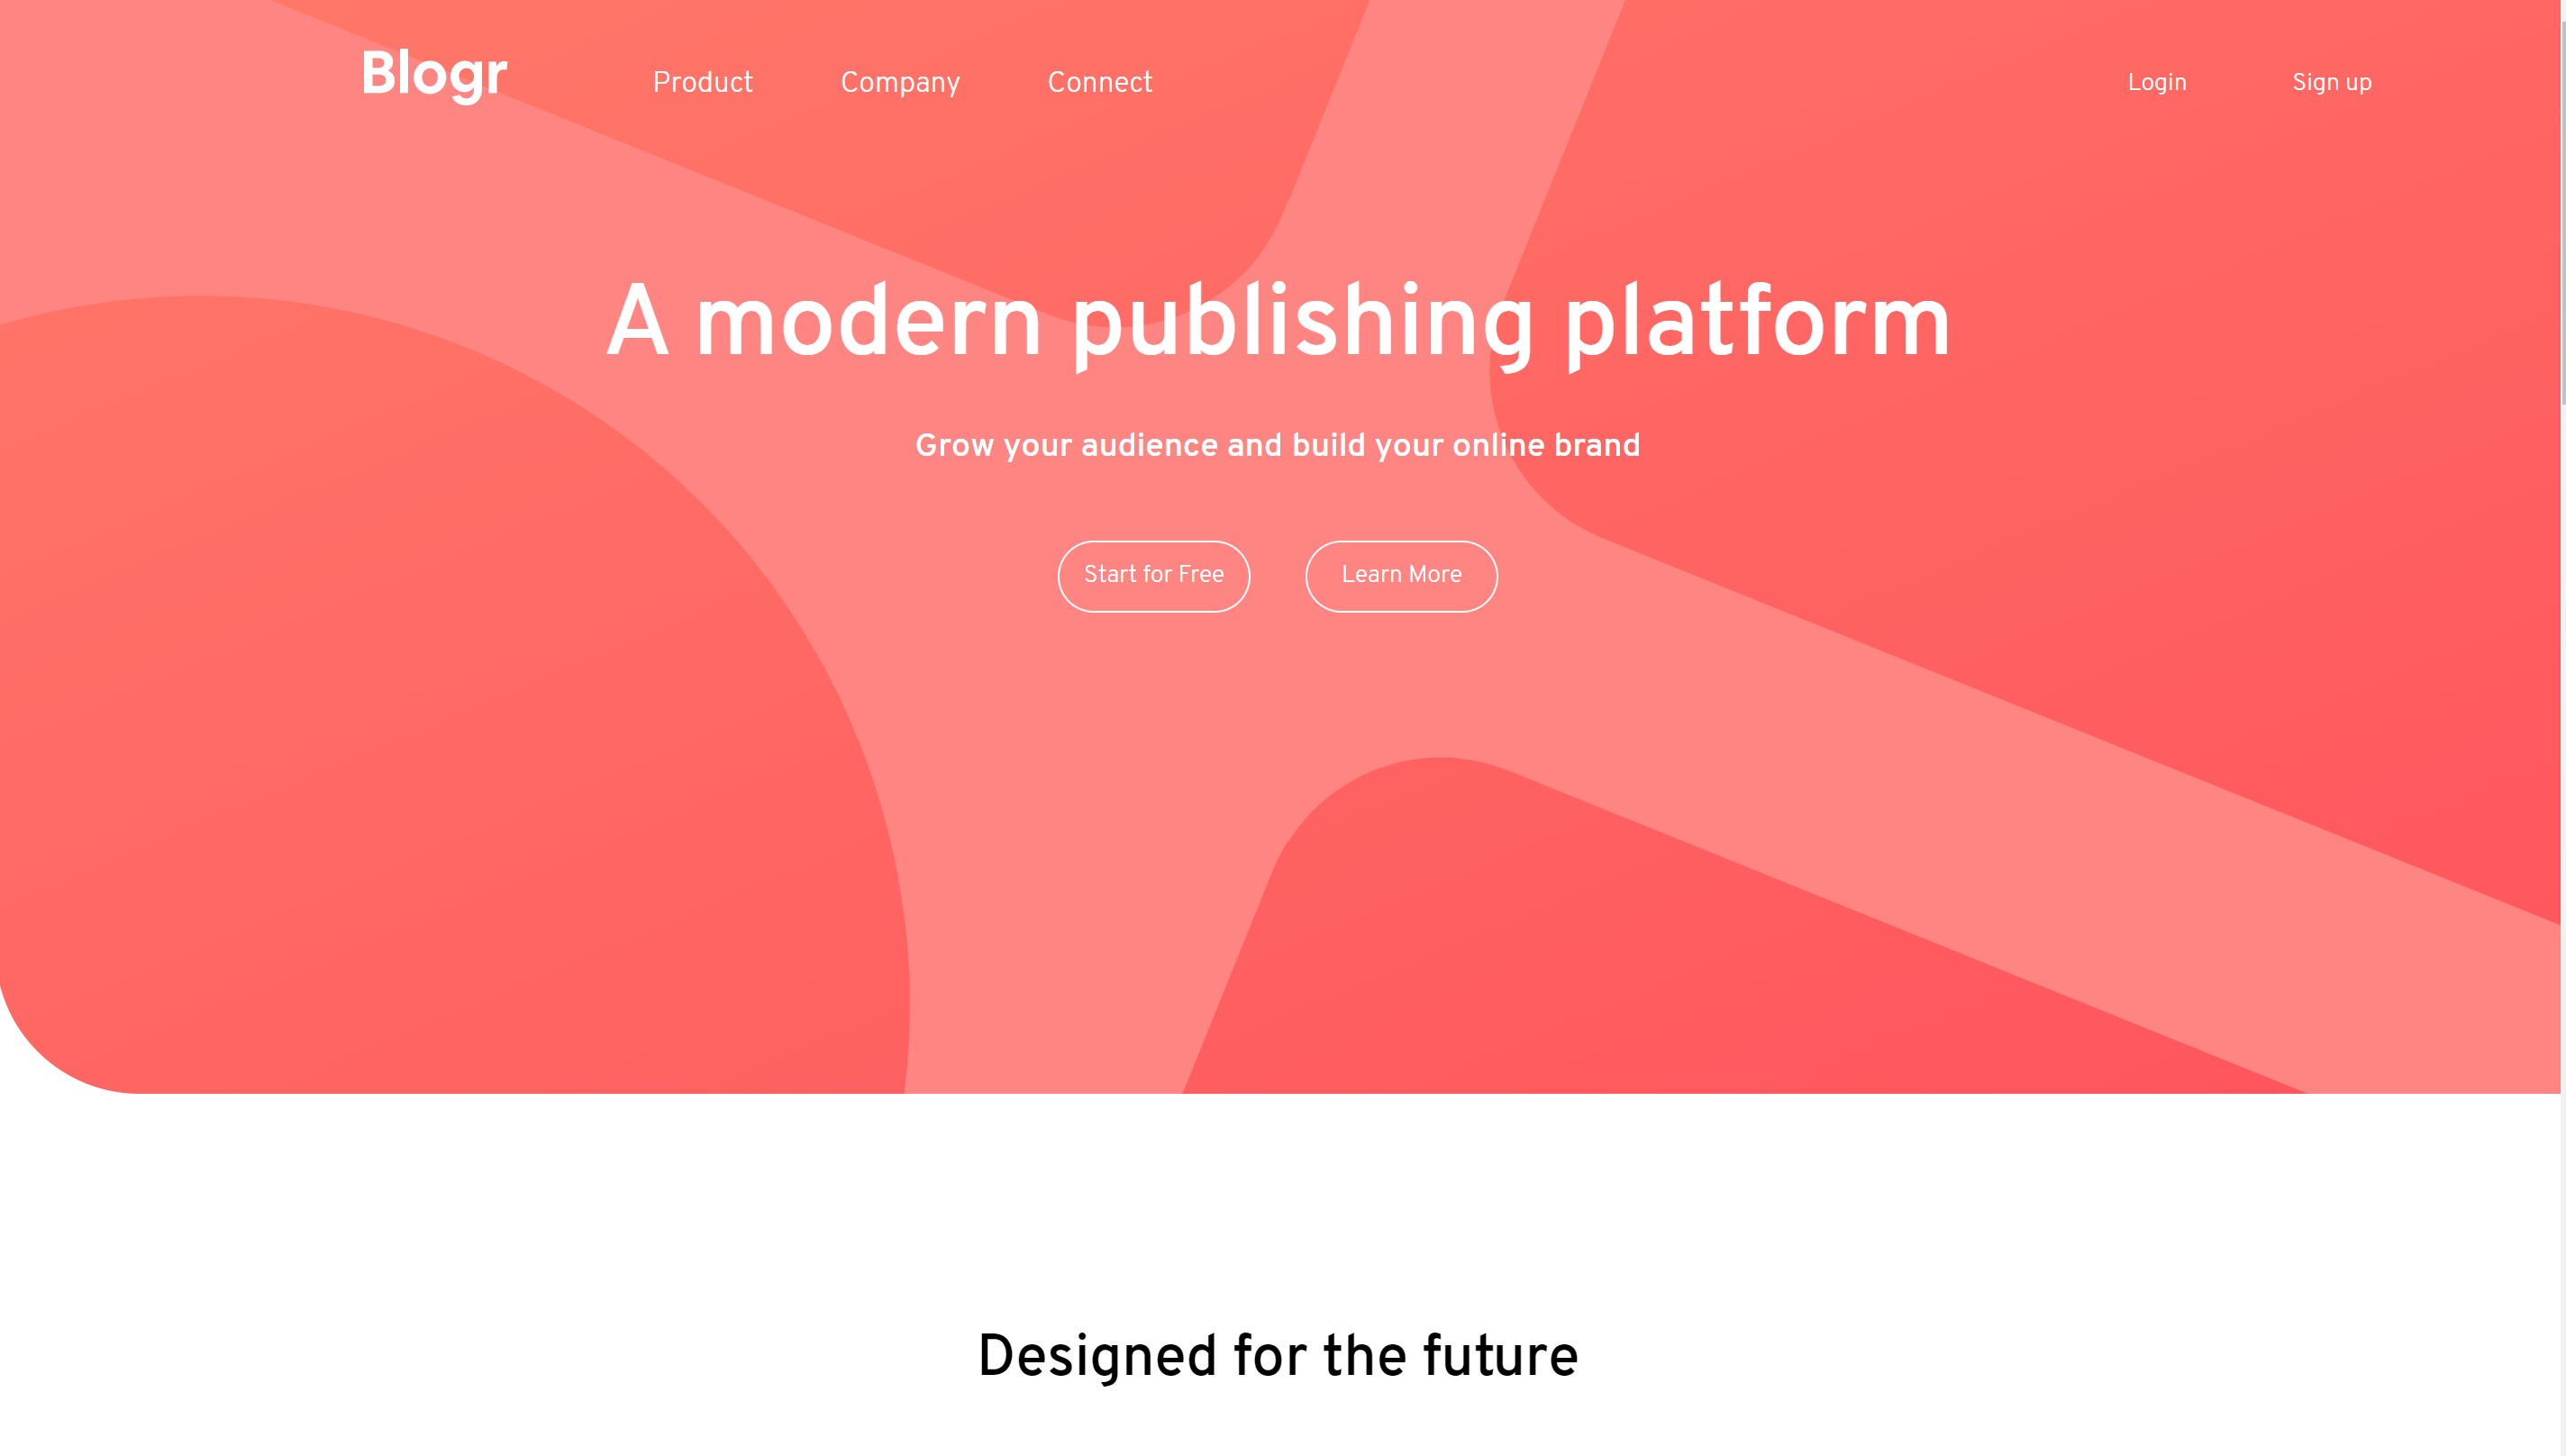 Blogr Product Company Connect Login Sign up
A modern publishing platform
Grow your audience and build your online brand
Start for Free Learn More
Designed for the future